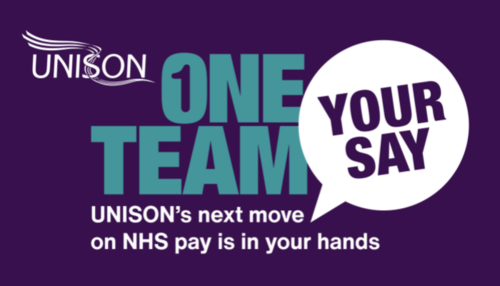 UNISON
ONE
TEAM
YOUR
SAY
UNISON's next move
on NHS pay is in your hands